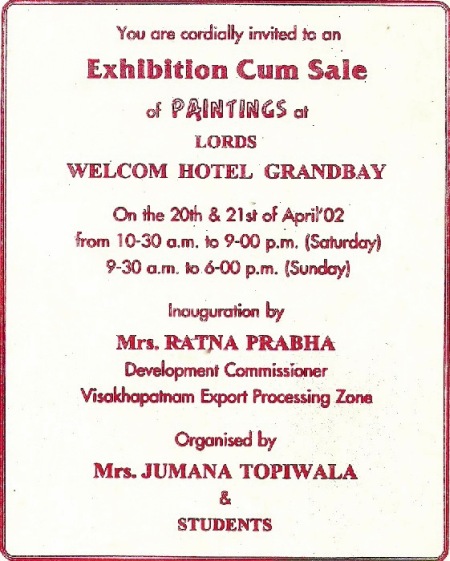 You are cordially invited to an
Exhibition Cum Sale
of PAINTINGS at
LORDS
WELCOM HOTEL GRANDBAY
On the 20th & 21st of April'02
from 10-30 a.m. to 9-00 p.m. (Saturday)
9-30 a.m. to 6-00 p.m. (Sunday)
Inauguration by
Mrs. RATNA PRABHA
Development Commissioner
Visakhapatnam Export Processing Zone
Organised by
Mrs. JUMANA TOPIWALA
&
STUDENTS